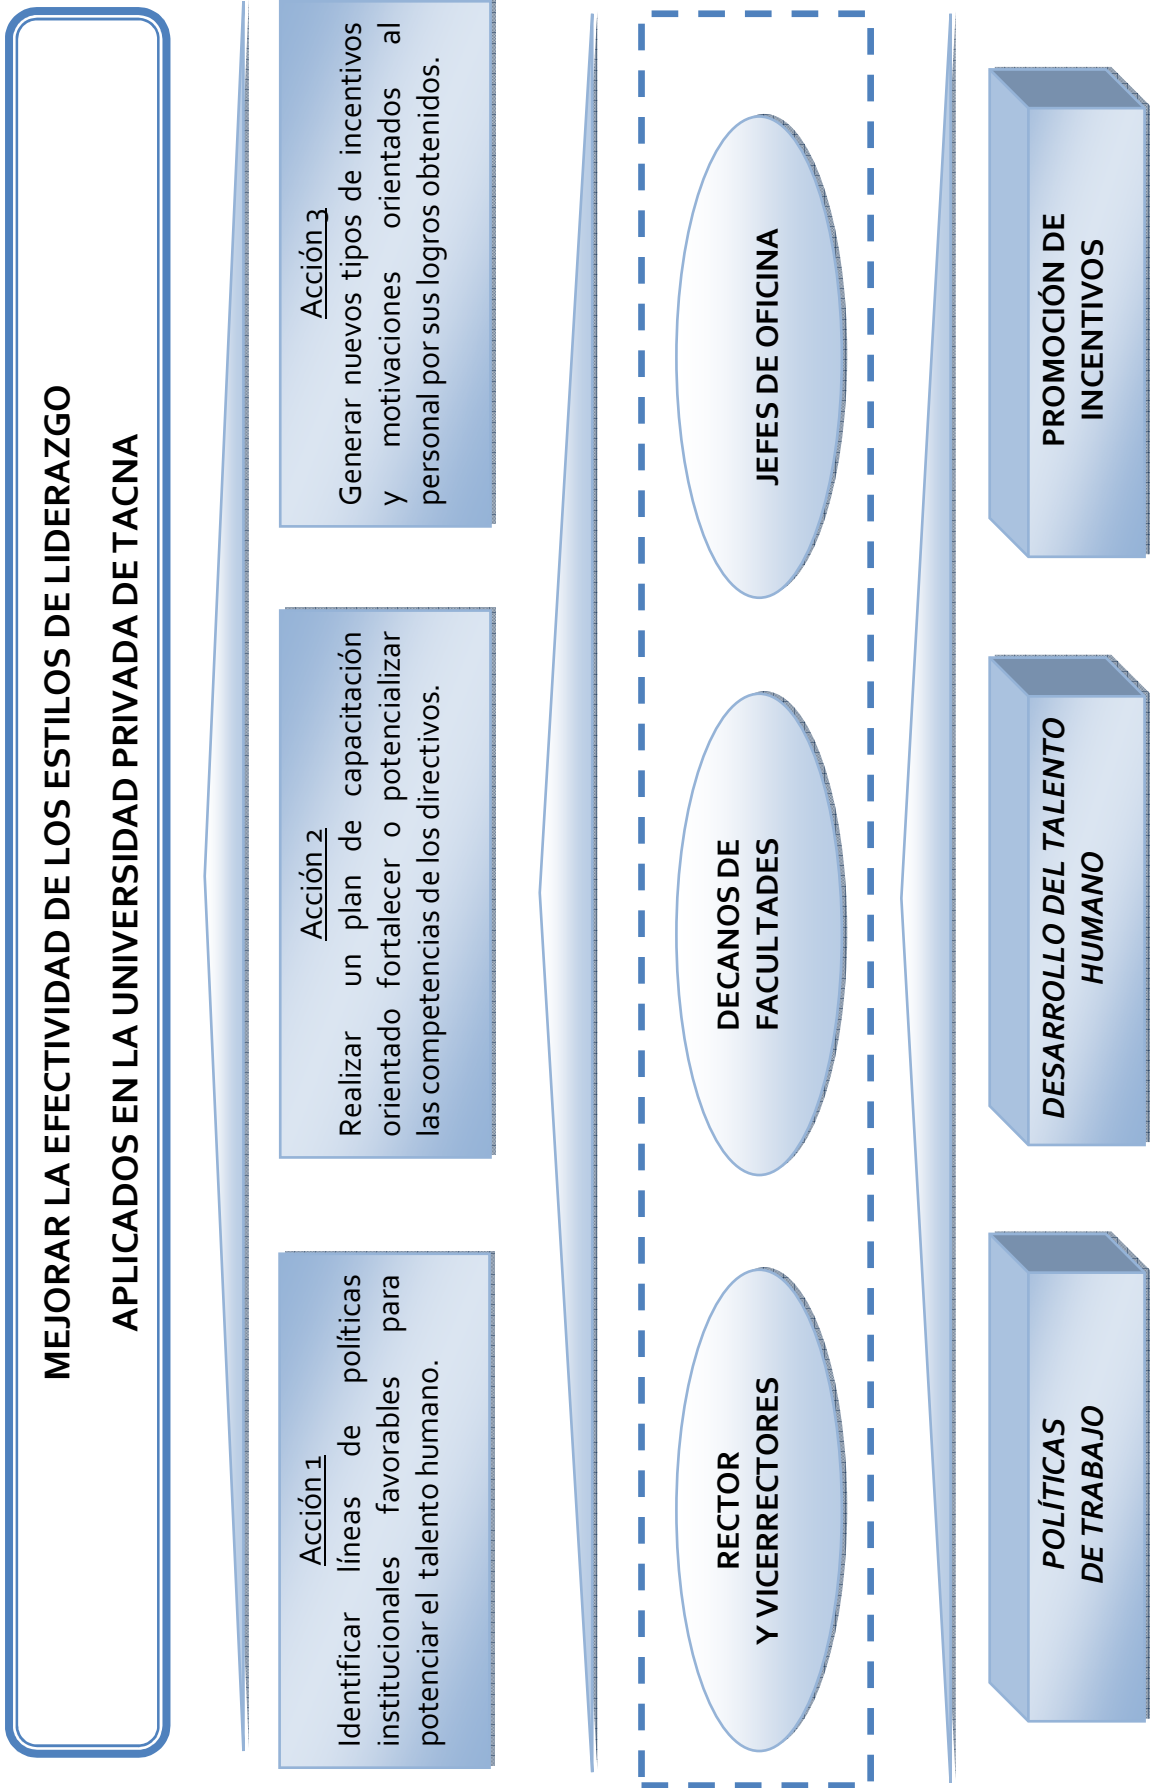 MEJORAR LA EFECTIVIDAD DE LOS ESTILOS DE LIDERAZGO
APLICADOS EN LA UNIVERSIDAD PRIVADA DE TACNA
Acción 1
Identificar líneas de políticas
institucionales favorables para
potenciar el talento humano.
Acción 2
Realizar un plan de capacitación
orientado fortalecer o potencializar
las competencias de los directivos.
Acción 3
Generar nuevos tipos de incentivos
y motivaciones orientados al
personal por sus logros obtenidos.
RECTOR
Y VICERRECTORES
DECANOS DE
FACULTADES
JEFES DE OFICINA
POLÍTICAS
DE TRABAJO
DESARROLLO DEL TALENTO
HUMANO
PROMOCIÓN DE
INCENTIVOS